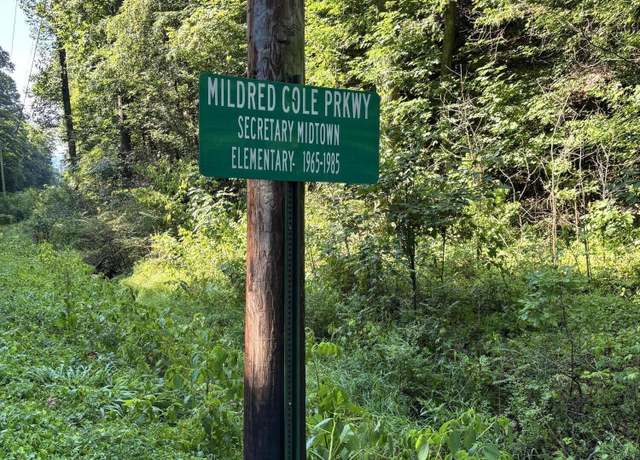 MILDRED COLE PRKWY
SECRETARY MIDTOWN
ELEMENTARY 1965-1985